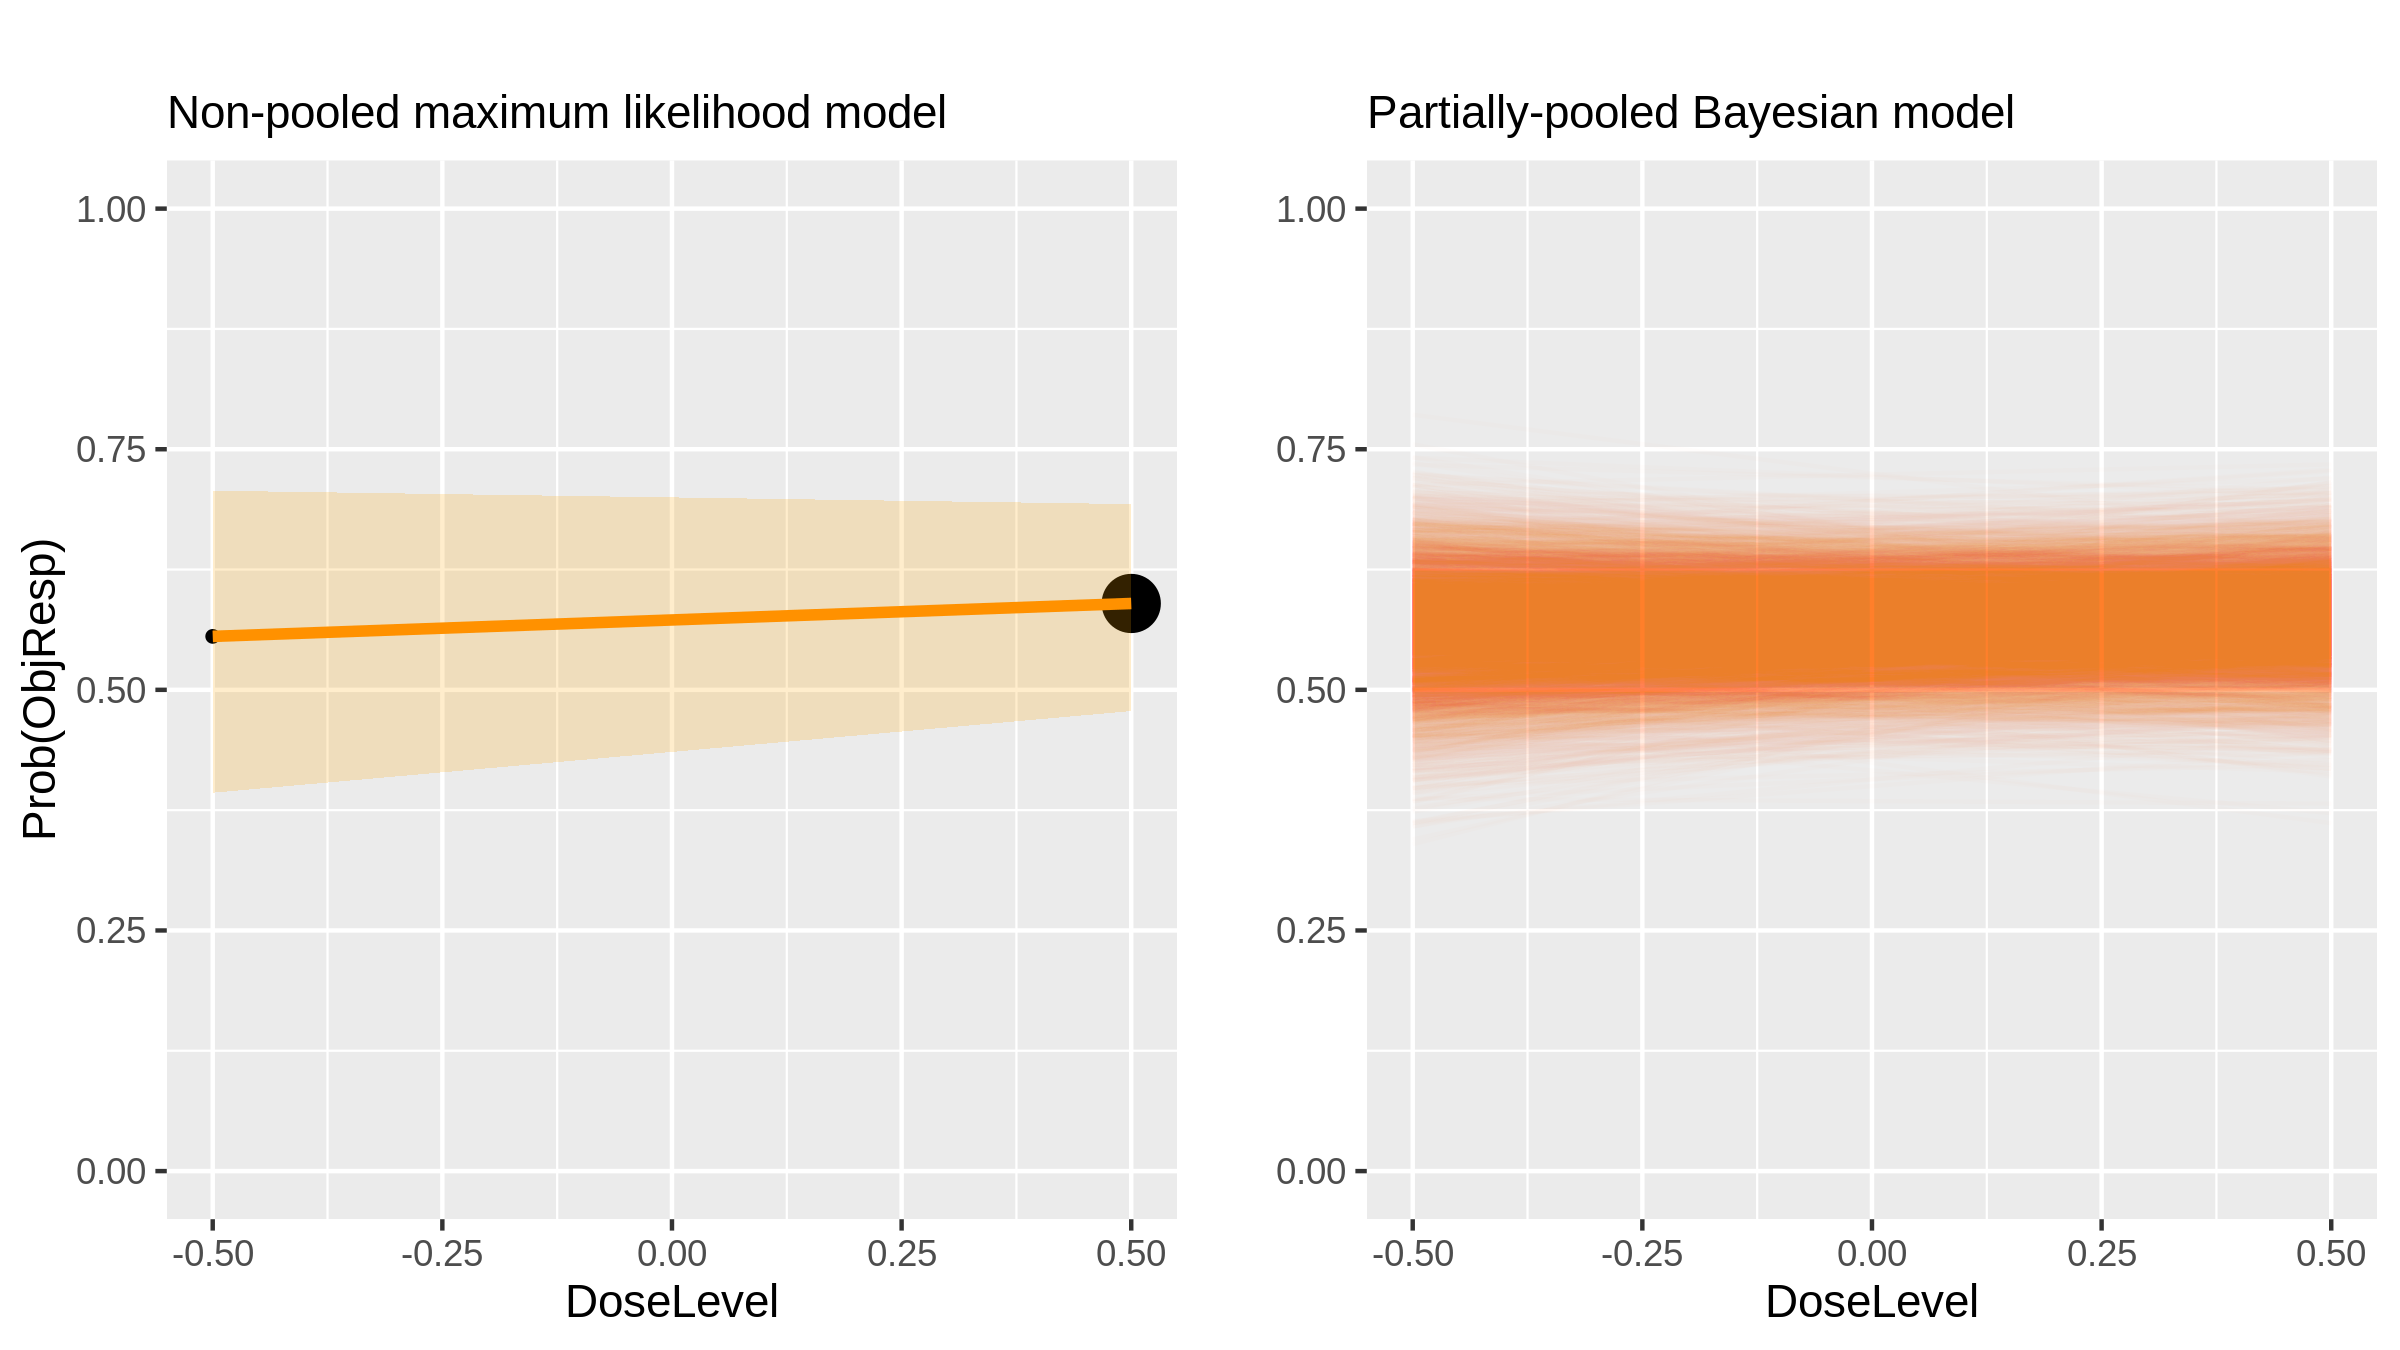 Non-pooled maximum likelihood model
Prob(ObjResp)
1.00
0.75
0.50
0.25
0.00
-0.50 -0.25 0.00 0.25 0.50
DoseLevel
Partially-pooled Bayesian model
1.00
0.75
0.50
0.25
0.00
-0.50 -0.25 0.00 0.25 0.50
DoseLevel